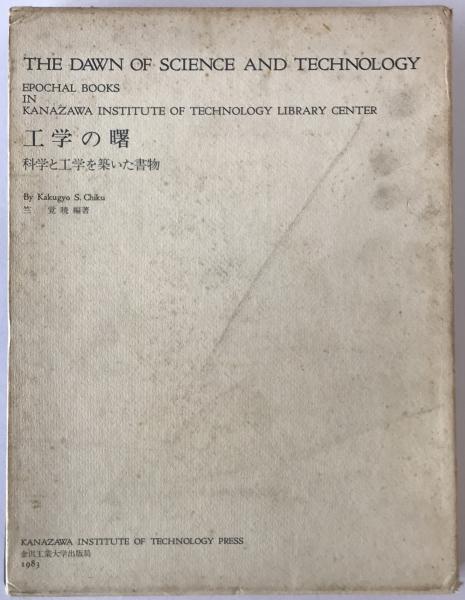 THE DAWN OF SCIENCE AND TECHNOLOGY
EPOCHAL BOOKS
IN
KANAZAWA INSTITUTE OF TECHNOLOGY LIBRARY CENTER
工学の曙
科学と工学を築いた書物
By Kakugyo S. Chiku
竺 覚暁 編著
KANAZAWA INSTITUTE OF TECHNOLOGY PRESS
金沢工業大学出版局
1983